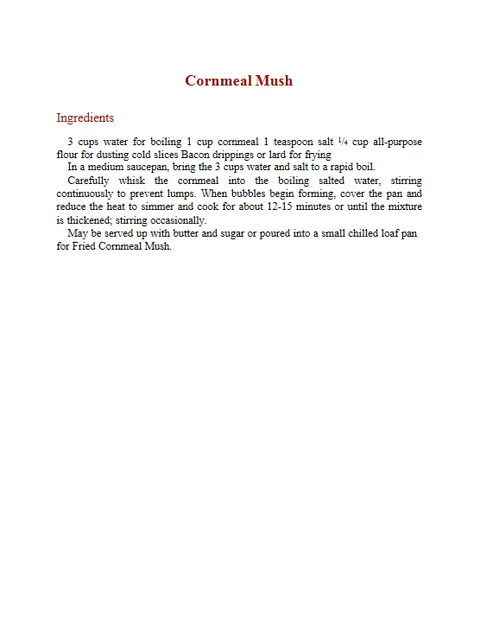 Cornmeal Mush
Ingredients
3 cups water for boiling 1 cup cornmeal 1 teaspoon salt ¼ cup all-purpose
flour for dusting cold slices Bacon drippings or lard for frying
In a medium saucepan, bring the 3 cups water and salt to a rapid boil.
Carefully whisk the cornmeal into the boiling salted water, stirring
continuously to prevent lumps. When bubbles begin forming, cover the pan and
reduce the heat to simmer and cook for about 12-15 minutes or until the mixture
is thickened; stirring occasionally.
May be served up with butter and sugar or poured into a small chilled loaf pan
for Fried Cornmeal Mush.